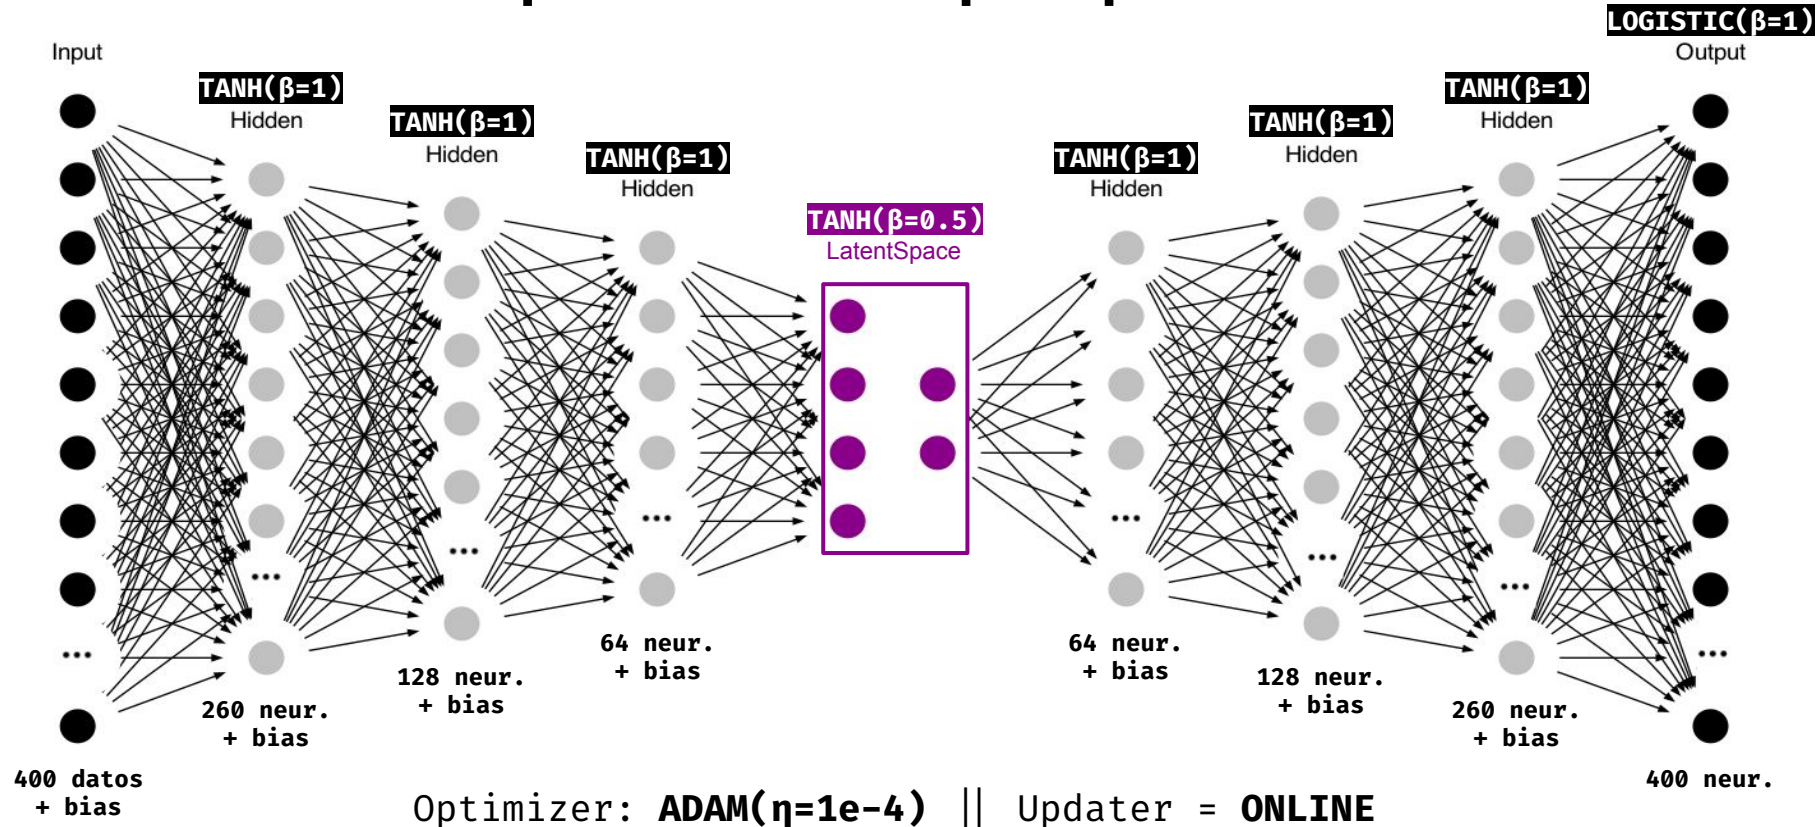 LOGISTIC(β=1)
Input
Output
TANH(β=1)
Hidden
TANH(β=1)
Hidden
TANH(β=1)
Hidden
TANH(β=0.5)
LatentSpace
TANH(β=1)
Hidden
TANH(β=1)
Hidden
TANH(β=1)
Hidden
...
...
...
...
...
...
...
...
400 datos
+ bias
260 neur.
+ bias
128 neur.
+ bias
64 neur.
+ bias
64 neur.
+ bias
128 neur.
+ bias
260 neur.
+ bias
400 neur.
Optimizer: ADAM(η=1e-4) || Updater = ONLINE